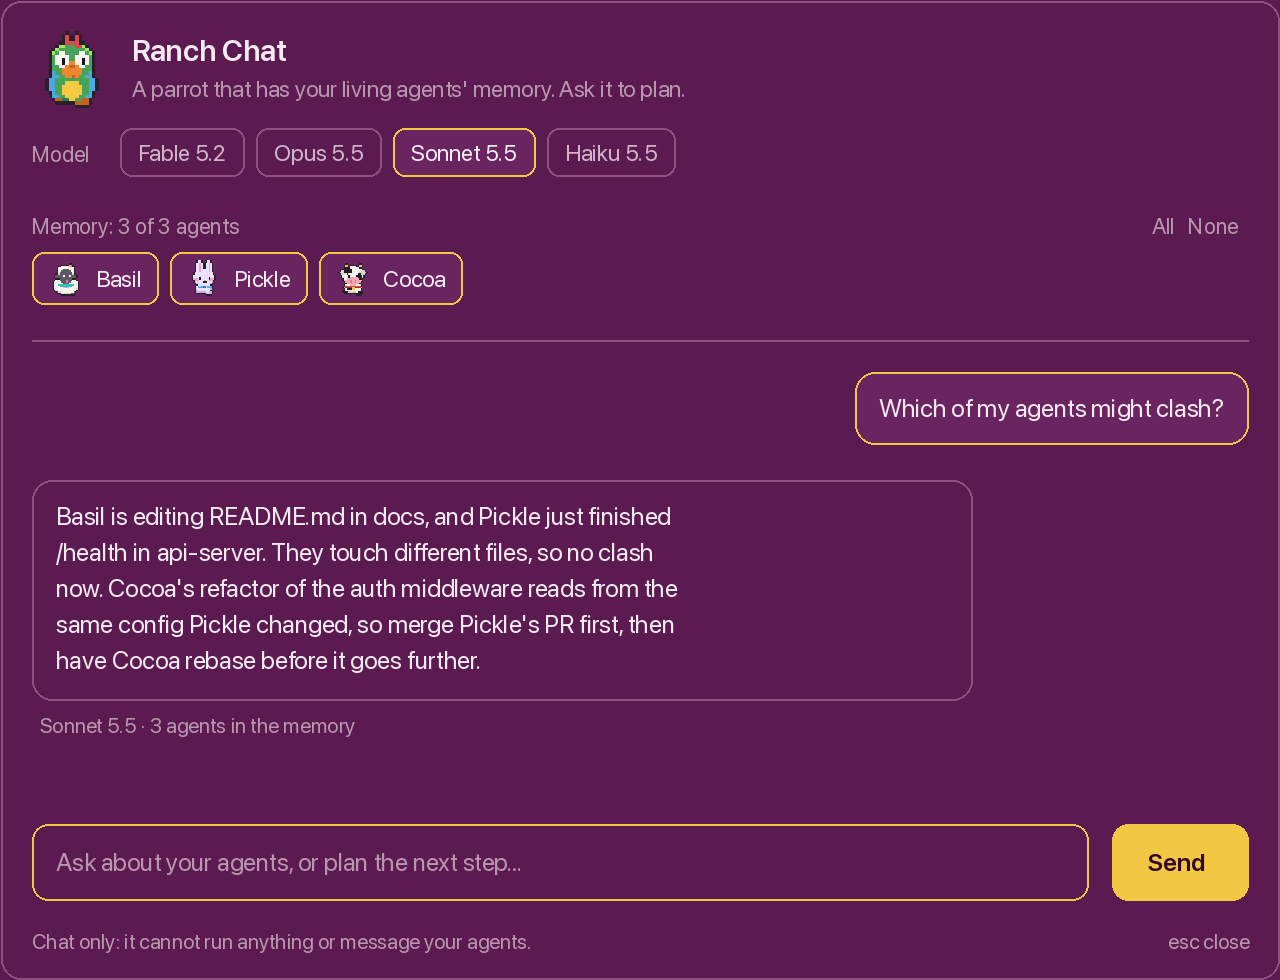 Ranch Chat
A parrot that has your living agents' memory. Ask it to plan.
Model Fable 5.2 Opus 5.5 Sonnet 5.5 Haiku 5.5
Memory: 3 of 3 agents All None
Basil Pickle Cocoa
Which of my agents might clash?
Basil is editing README.md in docs, and Pickle just finished
/health in api-server. They touch different files, so no clash
now. Cocoa's refactor of the auth middleware reads from the
same config Pickle changed, so merge Pickle's PR first, then
have Cocoa rebase before it goes further.
Sonnet 5.5 · 3 agents in the memory
Ask about your agents, or plan the next step...
Send
Chat only: it cannot run anything or message your agents. esc close